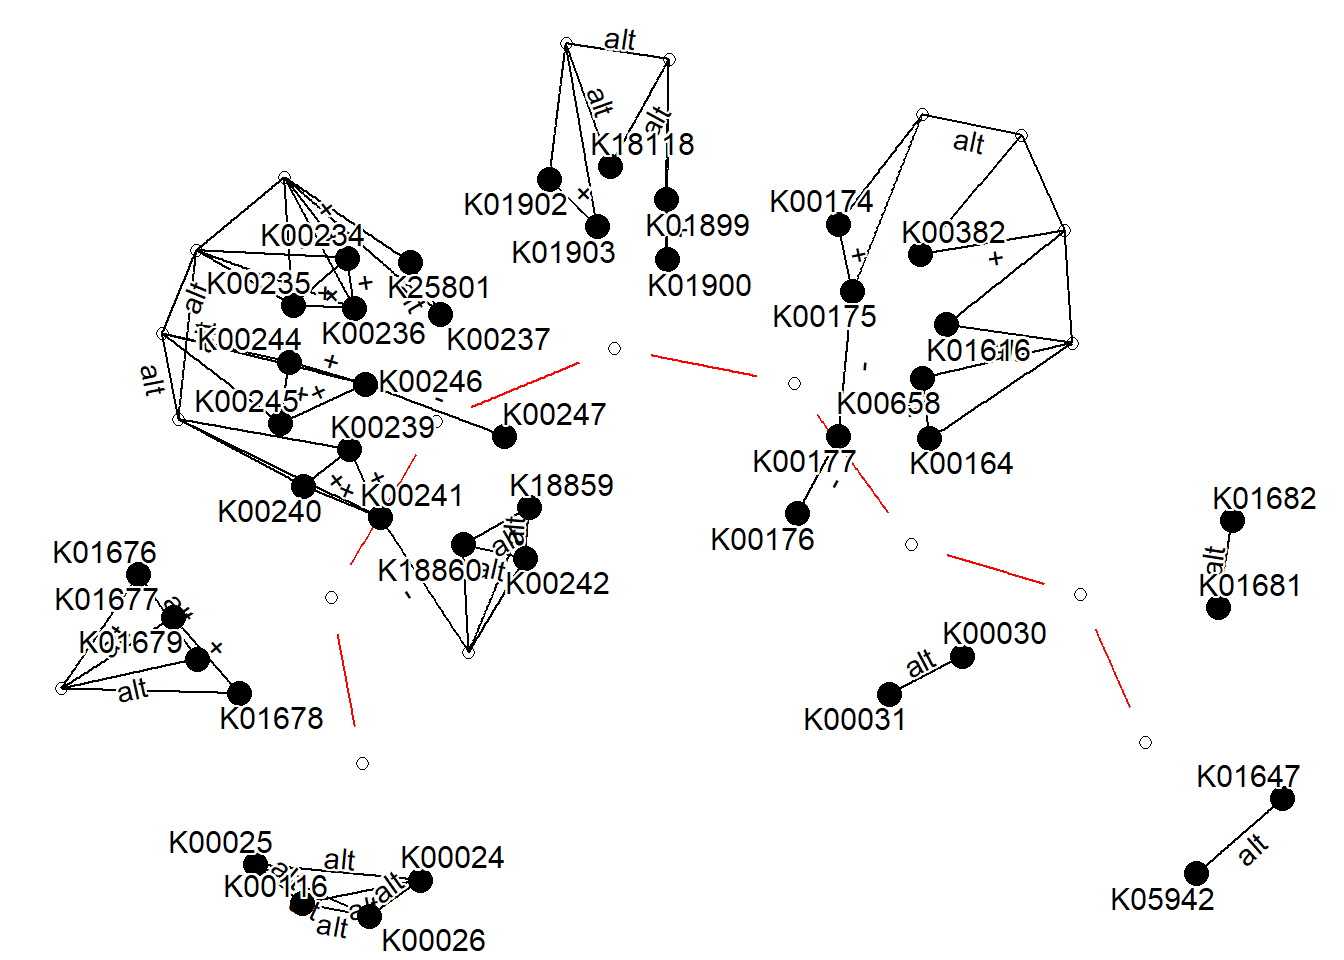 alt
alt
alt
K18118
K01902
+
K01899
K01903
K01900
alt
K00174
K00382
+
+
K00175
K01616
-
K00658
K00177
K00164
-
K00176
+
K00234
K00235
+
K25801
+
K00236
K00237
alt
K00244
+
K00246
alt
K00245
+
+
-
K00247
K00239
+
+
+
K00241
K00240
K18859
alt
alt
K18860
K00242
-
K01676
K01677
K01679
+
alt
K01678
K01682
alt
K01681
K00030
alt
K00031
K01647
alt
K05942
K00025
alt
K00024
K00116
alt
alt
K00026